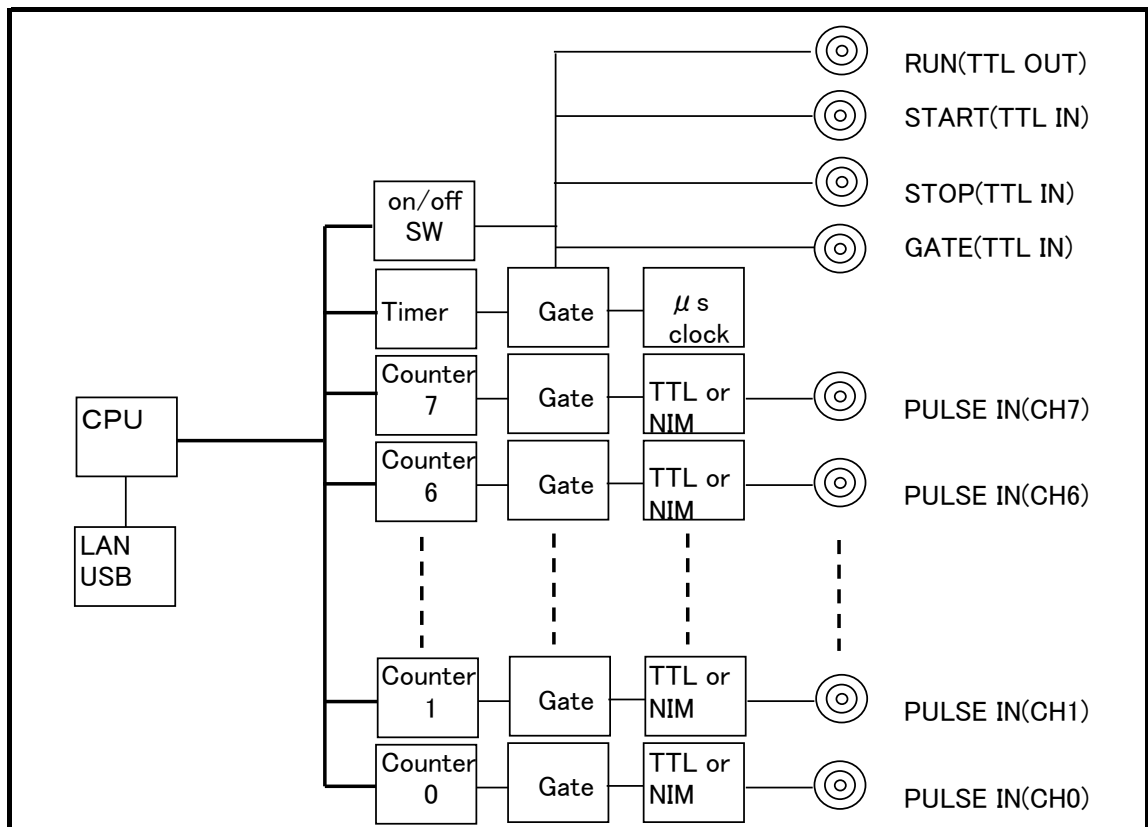 RUN(TTL OUT)
START(TTL IN)
STOP(TTL IN)
GATE(TTL IN)
on/off
SW
Timer
Gate
μs
clock
Counter
7
Gate
TTL or
NIM
PULSE IN(CH7)
CPU
Counter
6
Gate
TTL or
NIM
PULSE IN(CH6)
LAN
USB
Counter
1
Gate
TTL or
NIM
PULSE IN(CH1)
Counter
0
Gate
TTL or
NIM
PULSE IN(CH0)